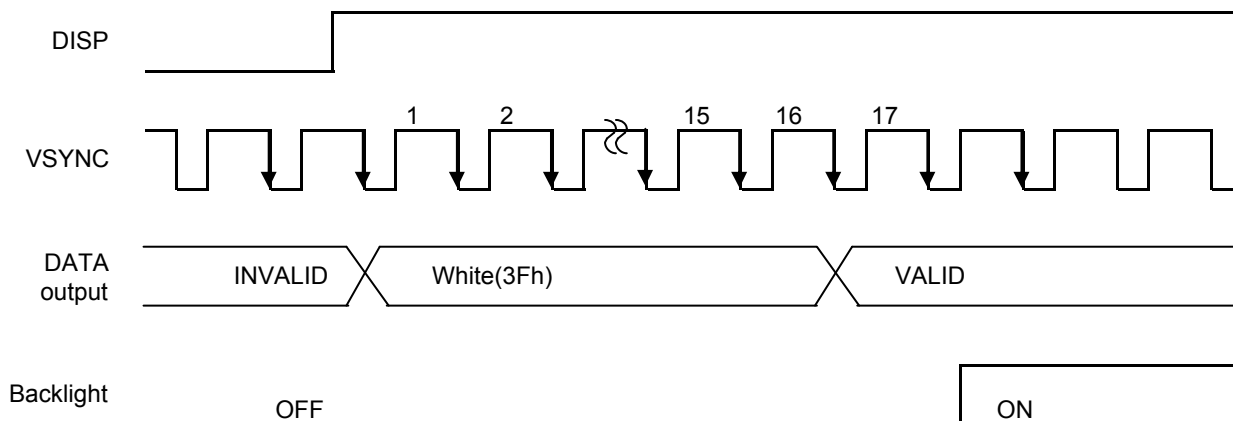 DISP
1 2 15 16 17
VSYNC
DATA
output
INVALID White(3Fh) VALID
Backlight
OFF ON